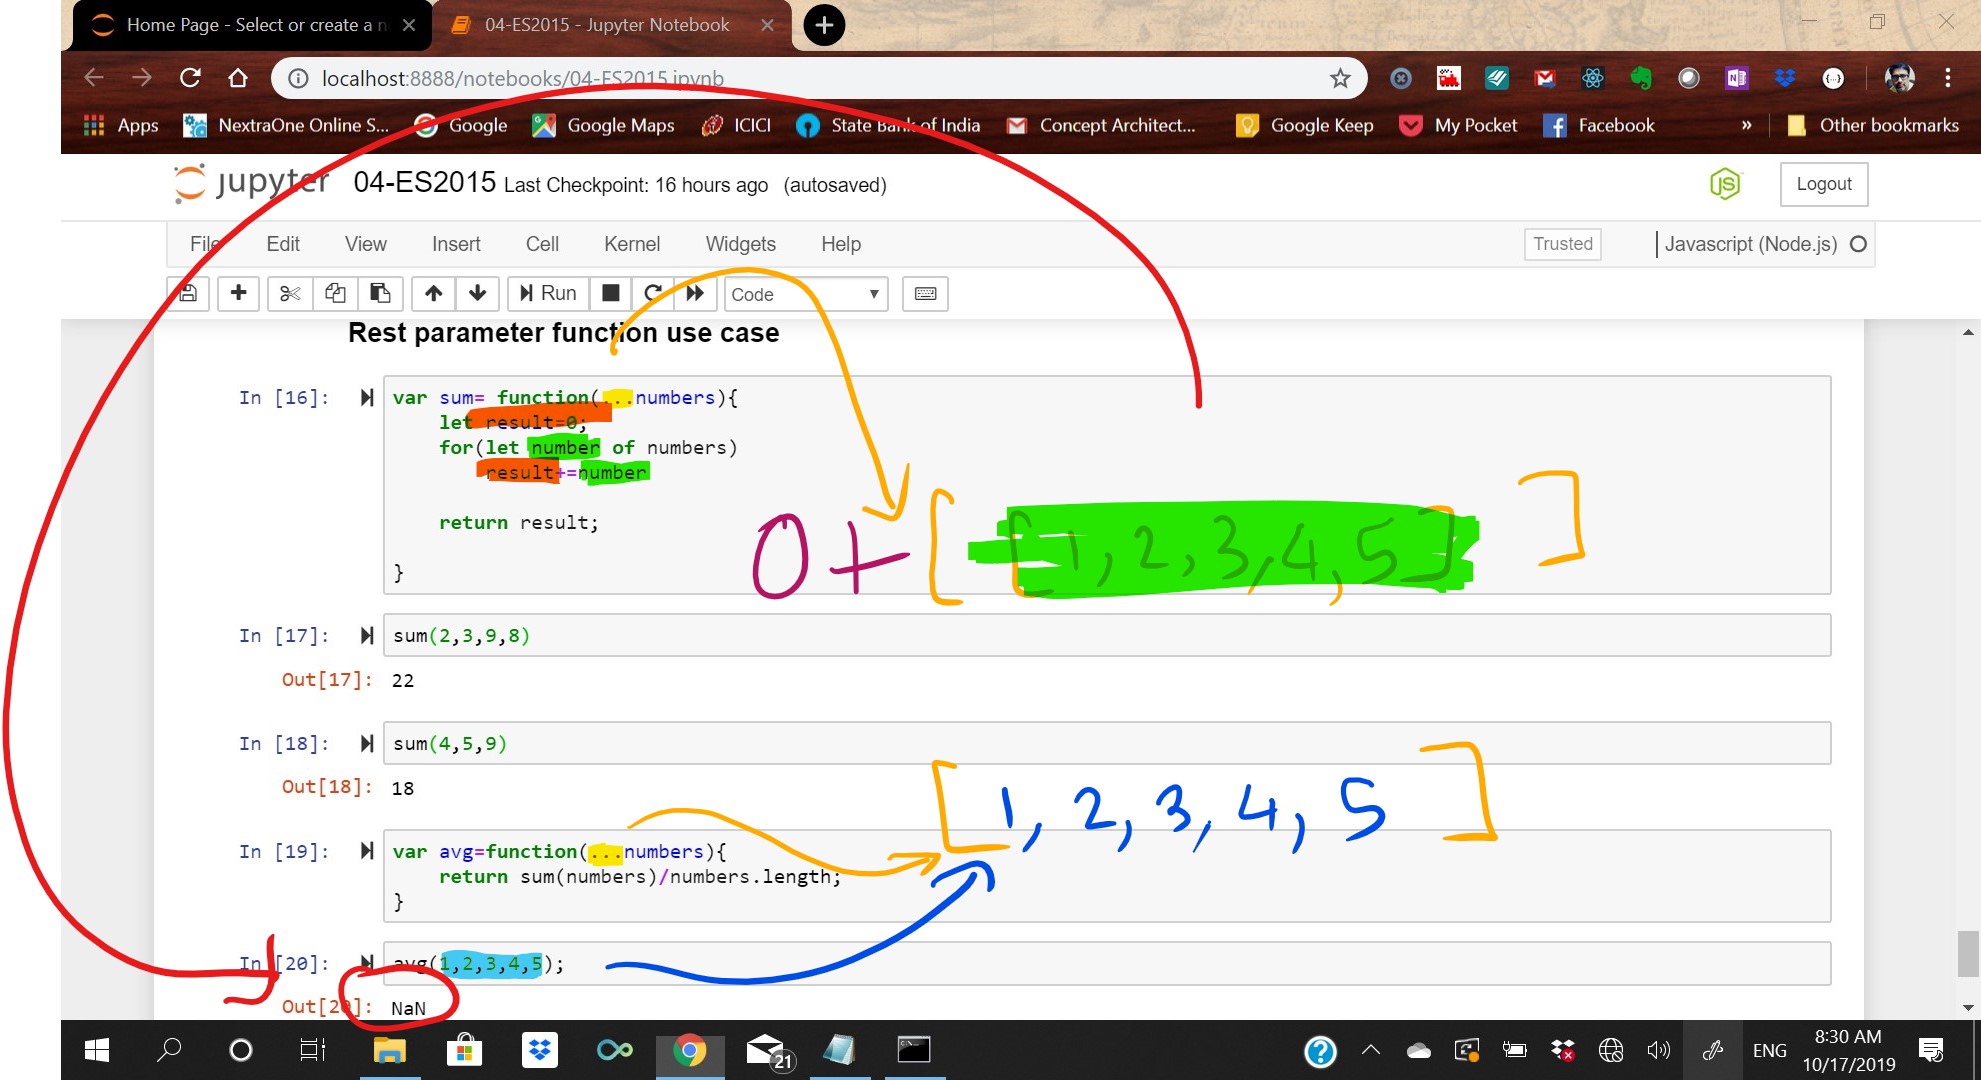 Home Page - Select or create a n
04-ES2015 - Jupyter Notebook
localhost:8888/notebooks/04-ES2015.ipynb
Apps
NextraOne Online S...
Google
Google Maps
ICICI
State Bank of India
Concept Architect...
Google Keep
My Pocket
Facebook
»
Other bookmarks
jupyter 04-ES2015 Last Checkpoint: 16 hours ago (autosaved)
JS
Logout
File Edit View Insert Cell Kernel Widgets Help
Trusted
Javascript (Node.js)
Run
Code
Rest parameter function use case
In [16]:
var sum= function(...numbers){
let result=0;
for(let number of numbers)
result+=number
return result;
}
0+[[1,2,3,4,5]]
In [17]: sum(2,3,9,8)
Out[17]: 22
In [18]: sum(4,5,9)
Out[18]: 18
[1, 2, 3, 4, 5]
In [19]:
var avg=function(...numbers){
return sum(numbers)/numbers.length;
}
In [20]: avg(1,2,3,4,5);
Out[20]: NaN
21
ENG
8:30 AM
10/17/2019